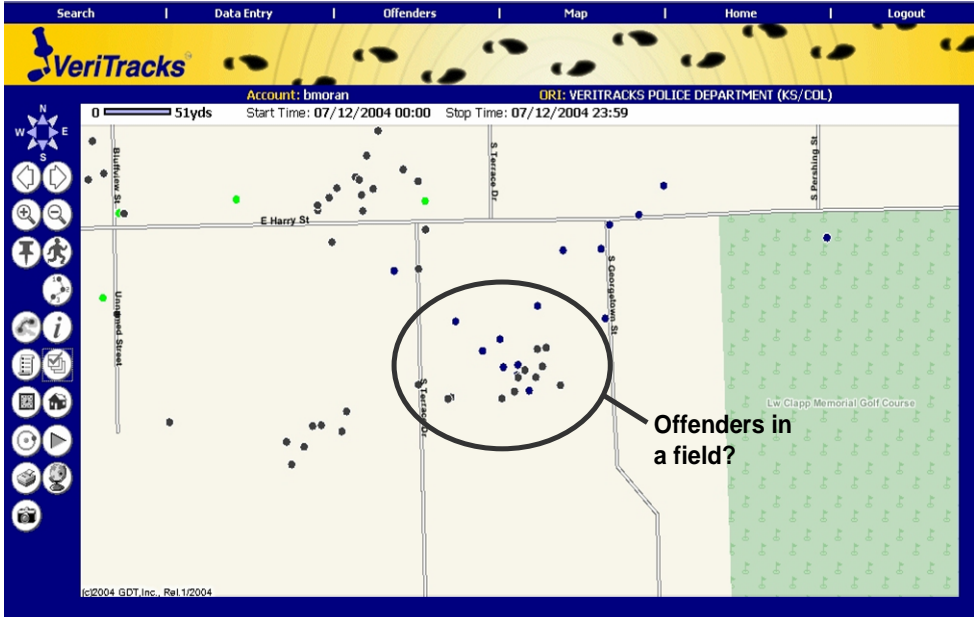 Search | Data Entry | Offenders | Map | Home | Logout
VeriTracks
Account: bmoran ORI: VERITRACKS POLICE DEPARTMENT (KS/COL)
0 51yds Start Time: 07/12/2004 00:00 Stop Time: 07/12/2004 23:59
N
W E
S
Bluffview St
S Terrace Dr
S Pershing St
E Harry St
S Georgetown St
Unnamed Street
S Terrace Dr
Lw Clapp Memorial Golf Course
Offenders in
a field?
(c)2004 GDT,Inc., Rel.1/2004